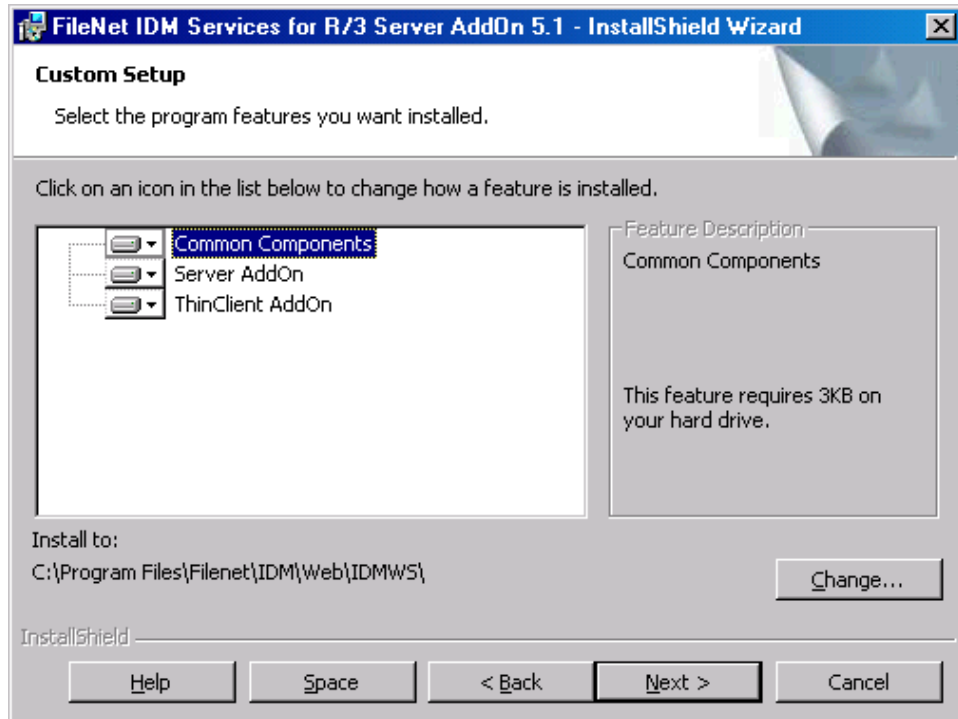 FileNet IDM Services for R/3 Server AddOn 5.1 - InstallShield Wizard
Custom Setup
Select the program features you want installed.
Click on an icon in the list below to change how a feature is installed.
Common Components
Server AddOn
ThinClient AddOn
Feature Description
Common Components
This feature requires 3KB on
your hard drive.
Install to:
C:\Program Files\Filenet\IDM\Web\IDMWS\
Change...
InstallShield
Help
Space
< Back
Next >
Cancel